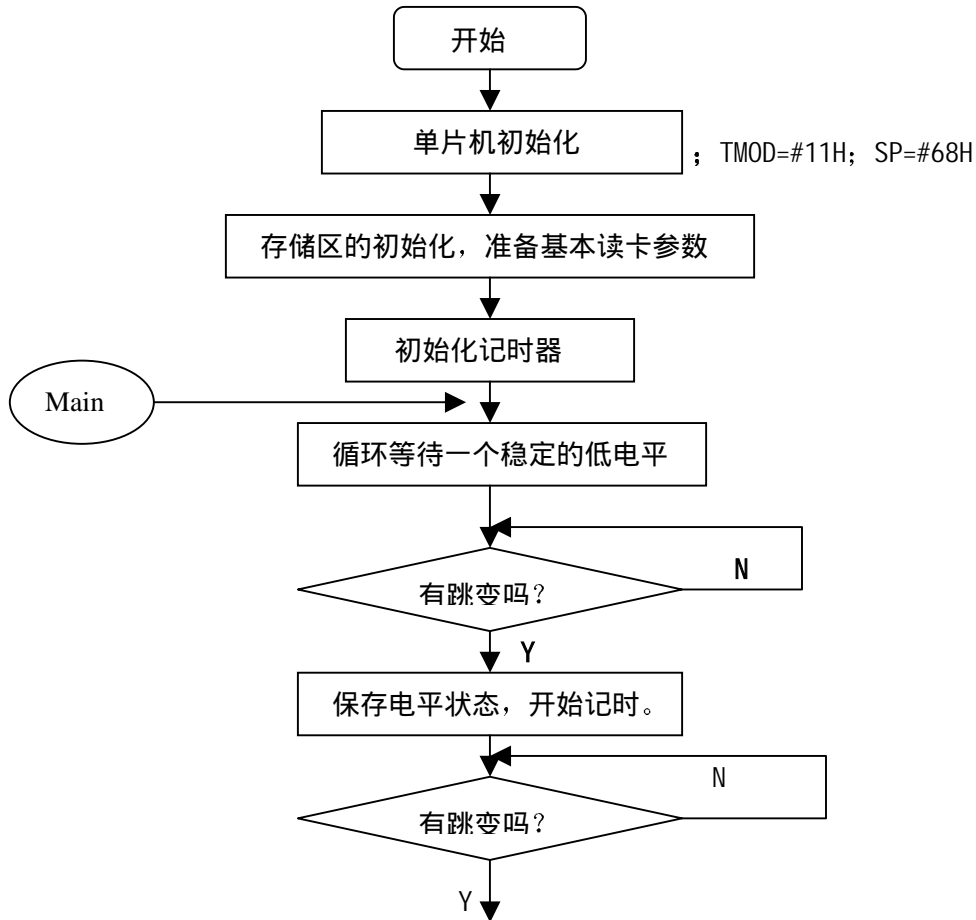 开始
单片机初始化
；TMOD=#11H；SP=#68H
存储区的初始化，准备基本读卡参数
初始化记时器
Main
循环等待一个稳定的低电平
N
有跳变吗？
Y
保存电平状态，开始记时。
N
有跳变吗？
Y